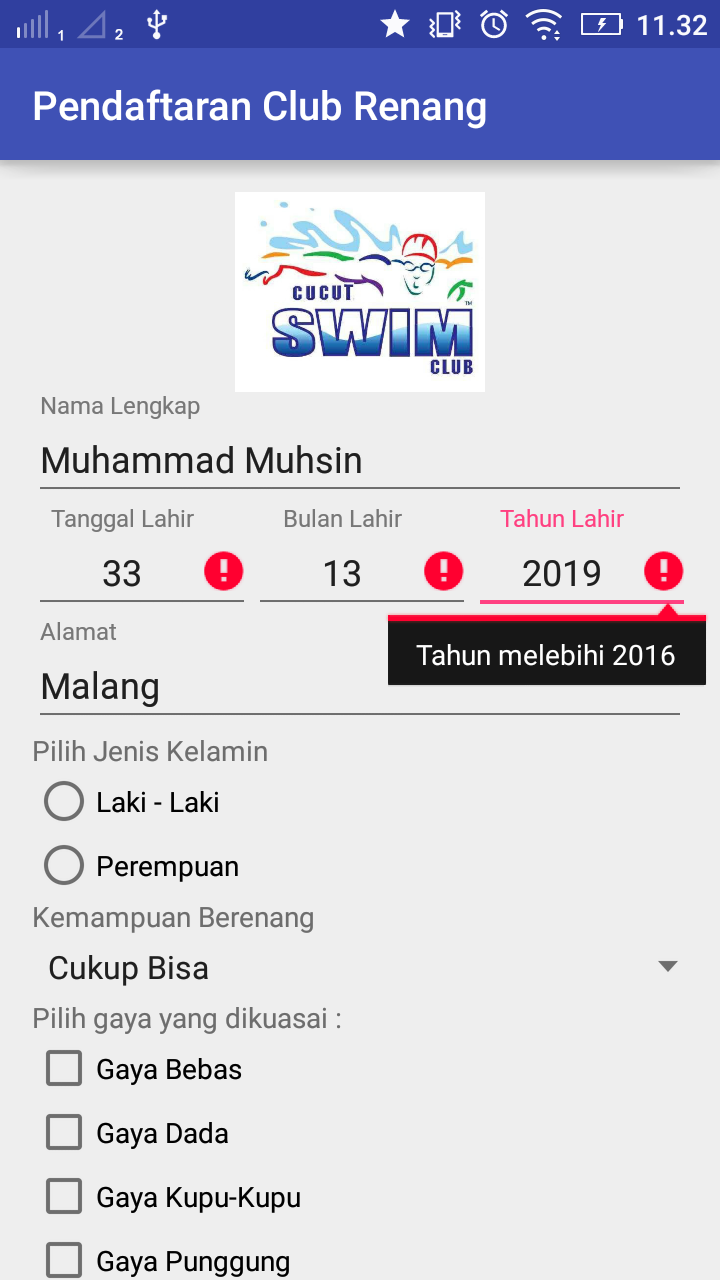 1 2 11.32
Pendaftaran Club Renang
CUCUT
SWIM
TM
CLUB
Nama Lengkap
Muhammad Muhsin
Tanggal Lahir Bulan Lahir Tahun Lahir
33 13 2019
Alamat
Tahun melebihi 2016
Malang
Pilih Jenis Kelamin
Laki - Laki
Perempuan
Kemampuan Berenang
Cukup Bisa
Pilih gaya yang dikuasai :
Gaya Bebas
Gaya Dada
Gaya Kupu-Kupu
Gaya Punggung